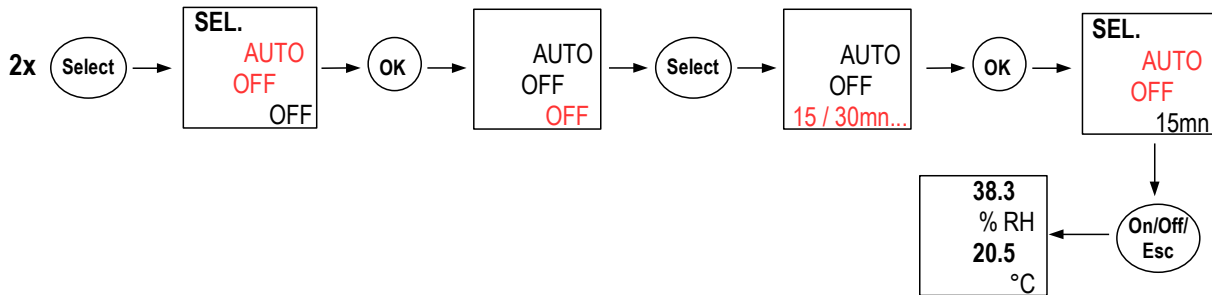 2x
Select
SEL.
AUTO
OFF
OFF
OK
AUTO
OFF
OFF
Select
AUTO
OFF
15 / 30mn...
OK
SEL.
AUTO
OFF
15mn
On/Off/
Esc
38.3
% RH
20.5
°C